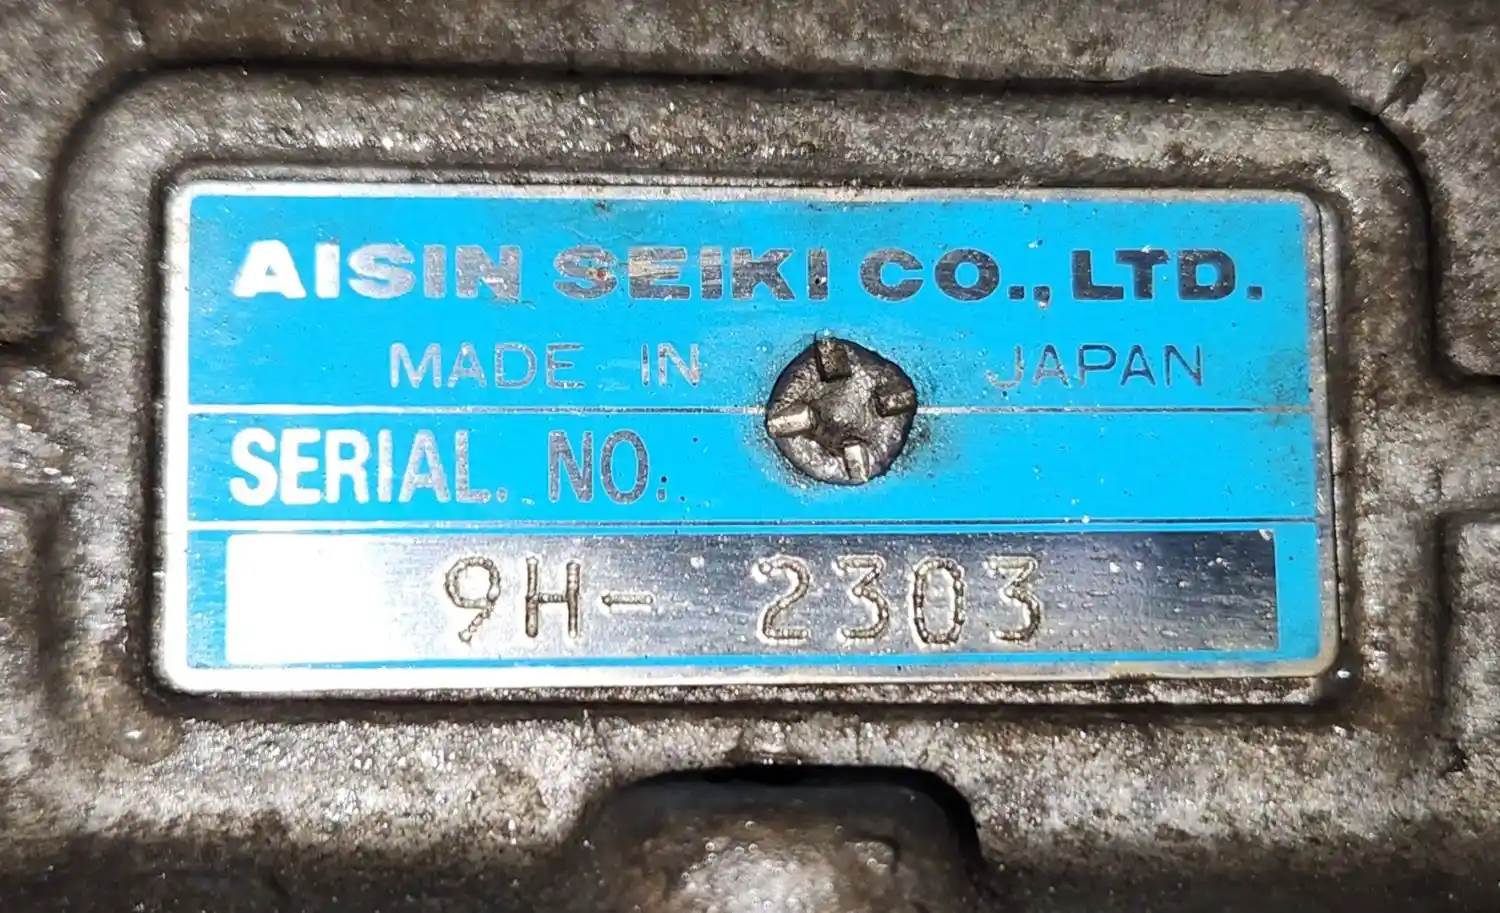 AISIN SEIKI CO., LTD.
MADE IN JAPAN
SERIAL. NO.
9H- 2303